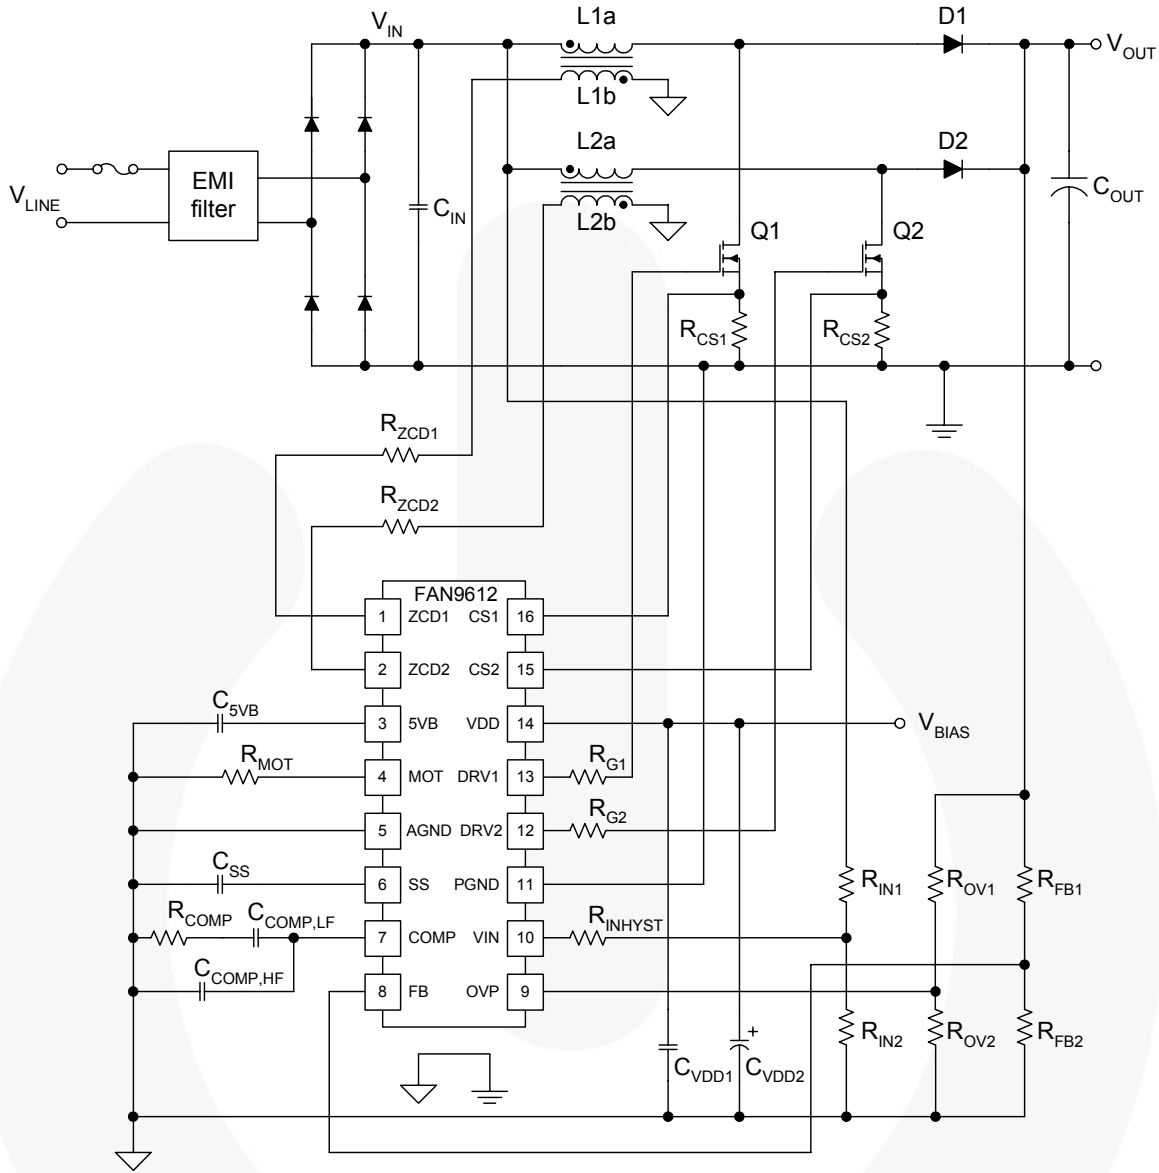 L1a
D1
V_IN
V_OUT
L1b
L2a
D2
EMI
filter
V_LINE
C_IN
C_OUT
L2b
Q1
Q2
R_CS1
R_CS2
R_ZCD1
R_ZCD2
FAN9612
1 ZCD1 CS1 16
2 ZCD2 CS2 15
C_5VB
3 5VB VDD 14
V_BIAS
R_MOT
R_G1
4 MOT DRV1 13
R_G2
5 AGND DRV2 12
C_SS
6 SS PGND 11
R_IN1
R_OV1
R_FB1
R_COMP
C_COMP,LF
R_INHYST
7 COMP VIN 10
C_COMP,HF
8 FB OVP 9
+
R_IN2
R_OV2
R_FB2
C_VDD1
C_VDD2